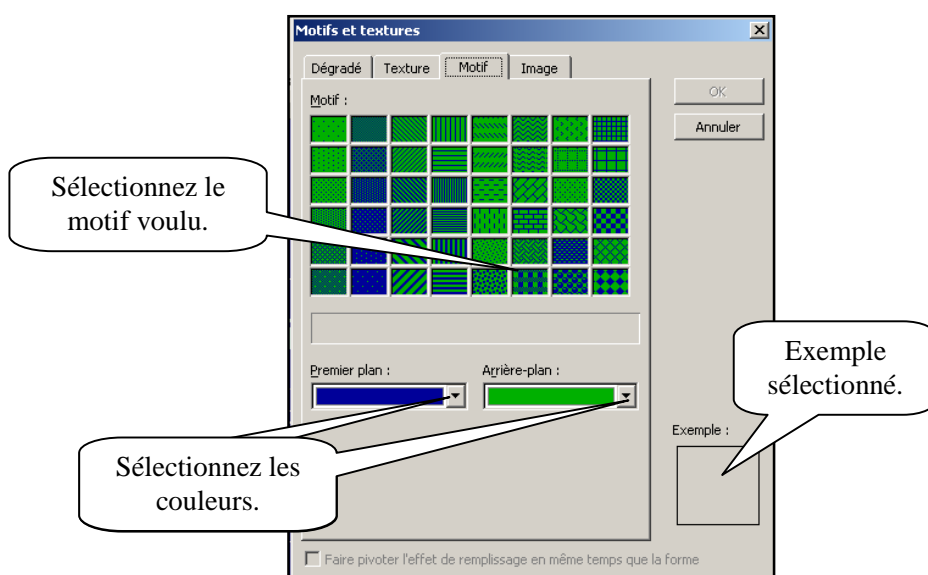 Motifs et textures
Dégradé Texture Motif Image
Motif :
OK
Annuler
Sélectionnez le
motif voulu.
Premier plan :
Arrière-plan :
Exemple
sélectionné.
Exemple :
Sélectionnez les
couleurs.
Faire pivoter l'effet de remplissage en même temps que la forme